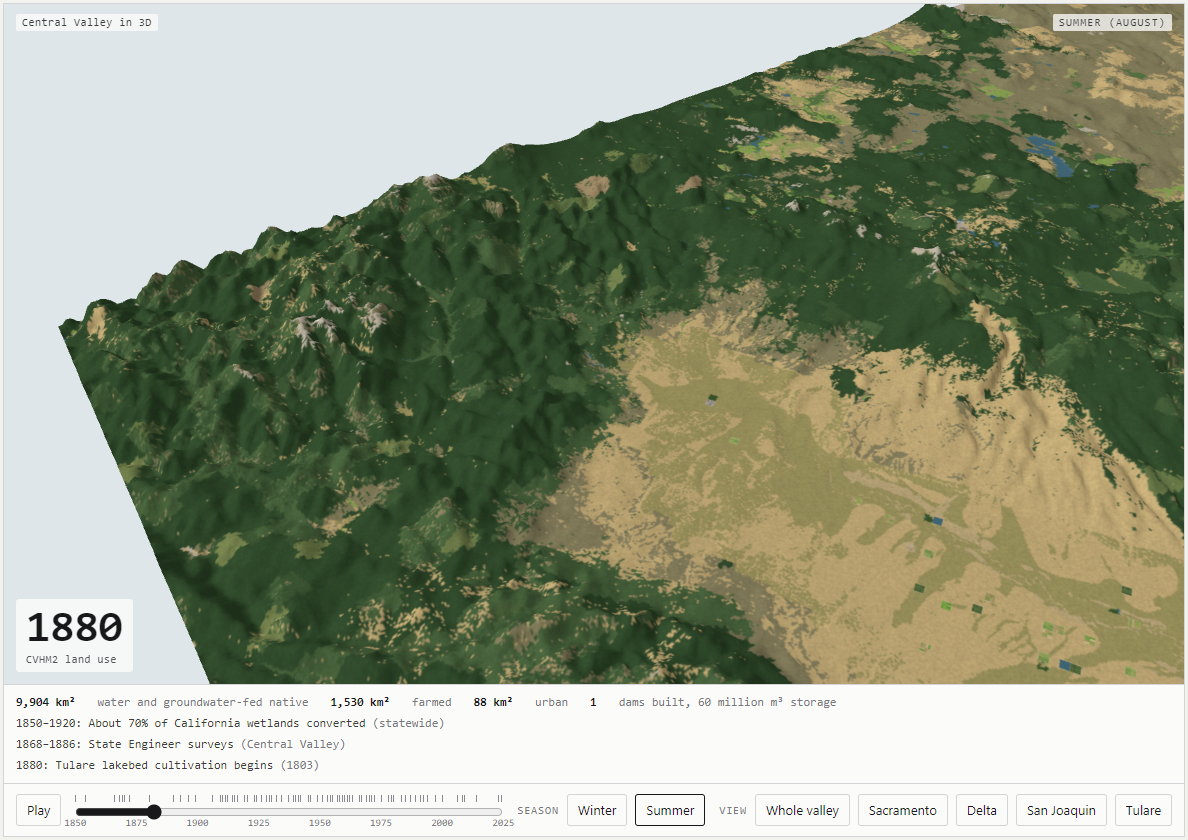 Central Valley in 3D
SUMMER (AUGUST)
1880
CVHM2 land use
9,904 km² water and groundwater-fed native 1,530 km² farmed 88 km² urban 1 dams built, 60 million m³ storage
1850–1920: About 70% of California wetlands converted (statewide)
1868–1886: State Engineer surveys (Central Valley)
1880: Tulare lakebed cultivation begins (1803)
Play
1850 1875 1900 1925 1950 1975 2000 2025
SEASON Winter Summer VIEW Whole valley Sacramento Delta San Joaquin Tulare